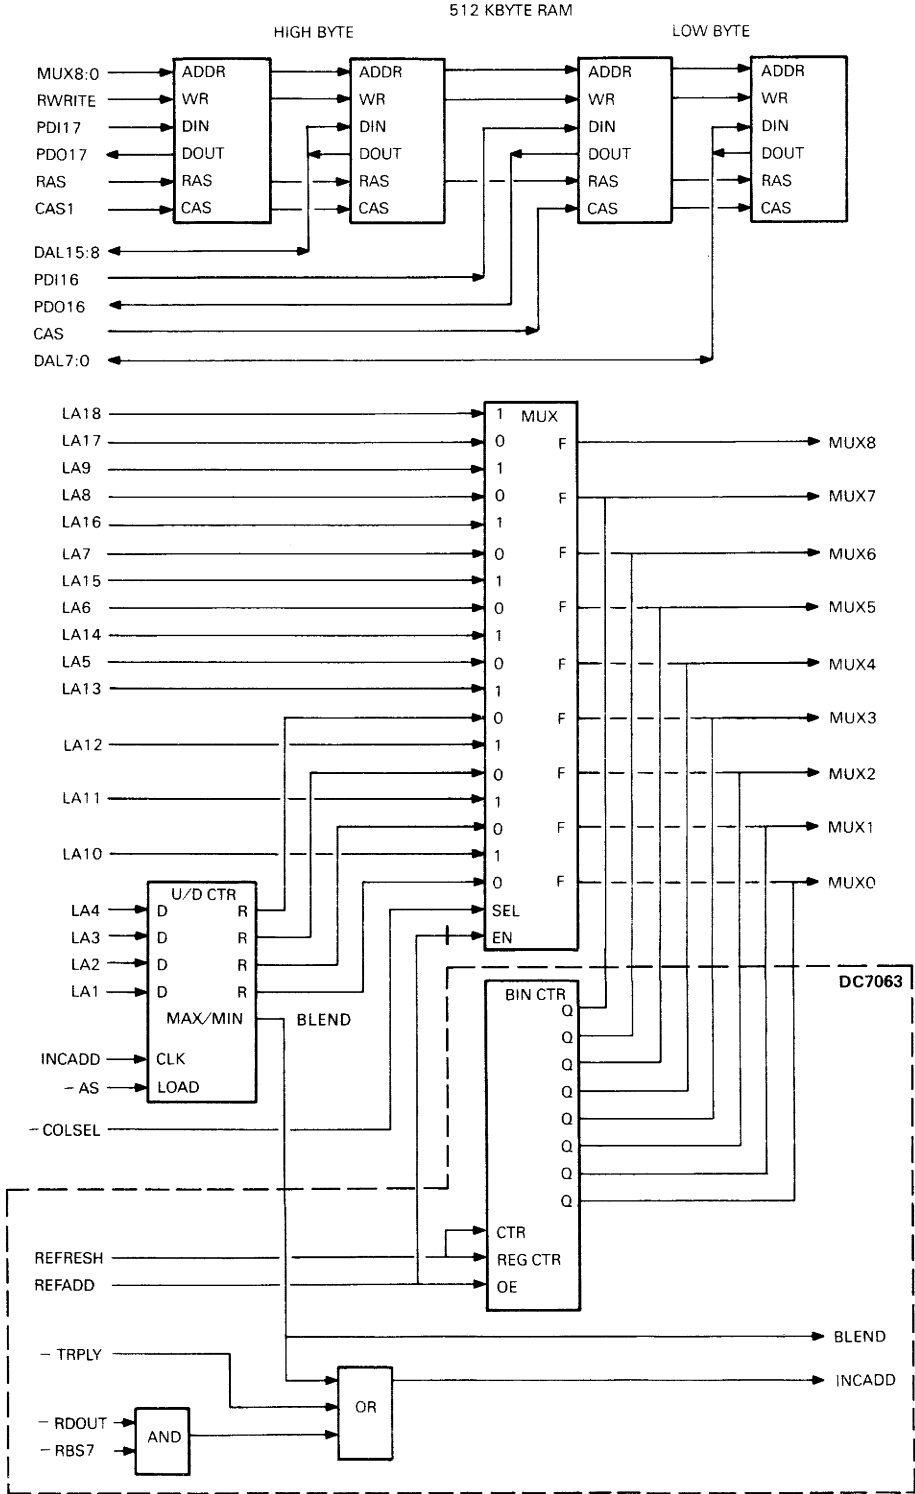 512 KBYTE RAM
HIGH BYTE LOW BYTE
MUX8:0 ADDR ADDR ADDR ADDR
RWRITE WR WR WR WR
PDI17 DIN DIN DIN DIN
PDO17 DOUT DOUT DOUT DOUT
RAS RAS RAS RAS RAS
CAS1 CAS CAS CAS CAS
DAL15:8
PDI16
PDO16
CAS
DAL7:0
LA18 1 MUX
LA17 0 F MUX8
LA9 1
LA8 0 F MUX7
LA16 1
LA7 0 F MUX6
LA15 1
LA6 0 F MUX5
LA14 1
LA5 0 F MUX4
LA13 1
0 F MUX3
LA12 1
0 F MUX2
LA11 1
0 F MUX1
LA10 1
0 F MUX0
U/D CTR
LA4 D R SEL
LA3 D R EN
LA2 D R
LA1 D R
DC7063
BIN CTR
Q
MAX/MIN BLEND
Q
INCADD CLK Q
– AS LOAD Q
Q
– COLSEL
Q
Q
Q
CTR
REFRESH REG CTR
REFADD OE
BLEND
– TRPLY
INCADD
OR
– RDOUT
AND
– RBS7